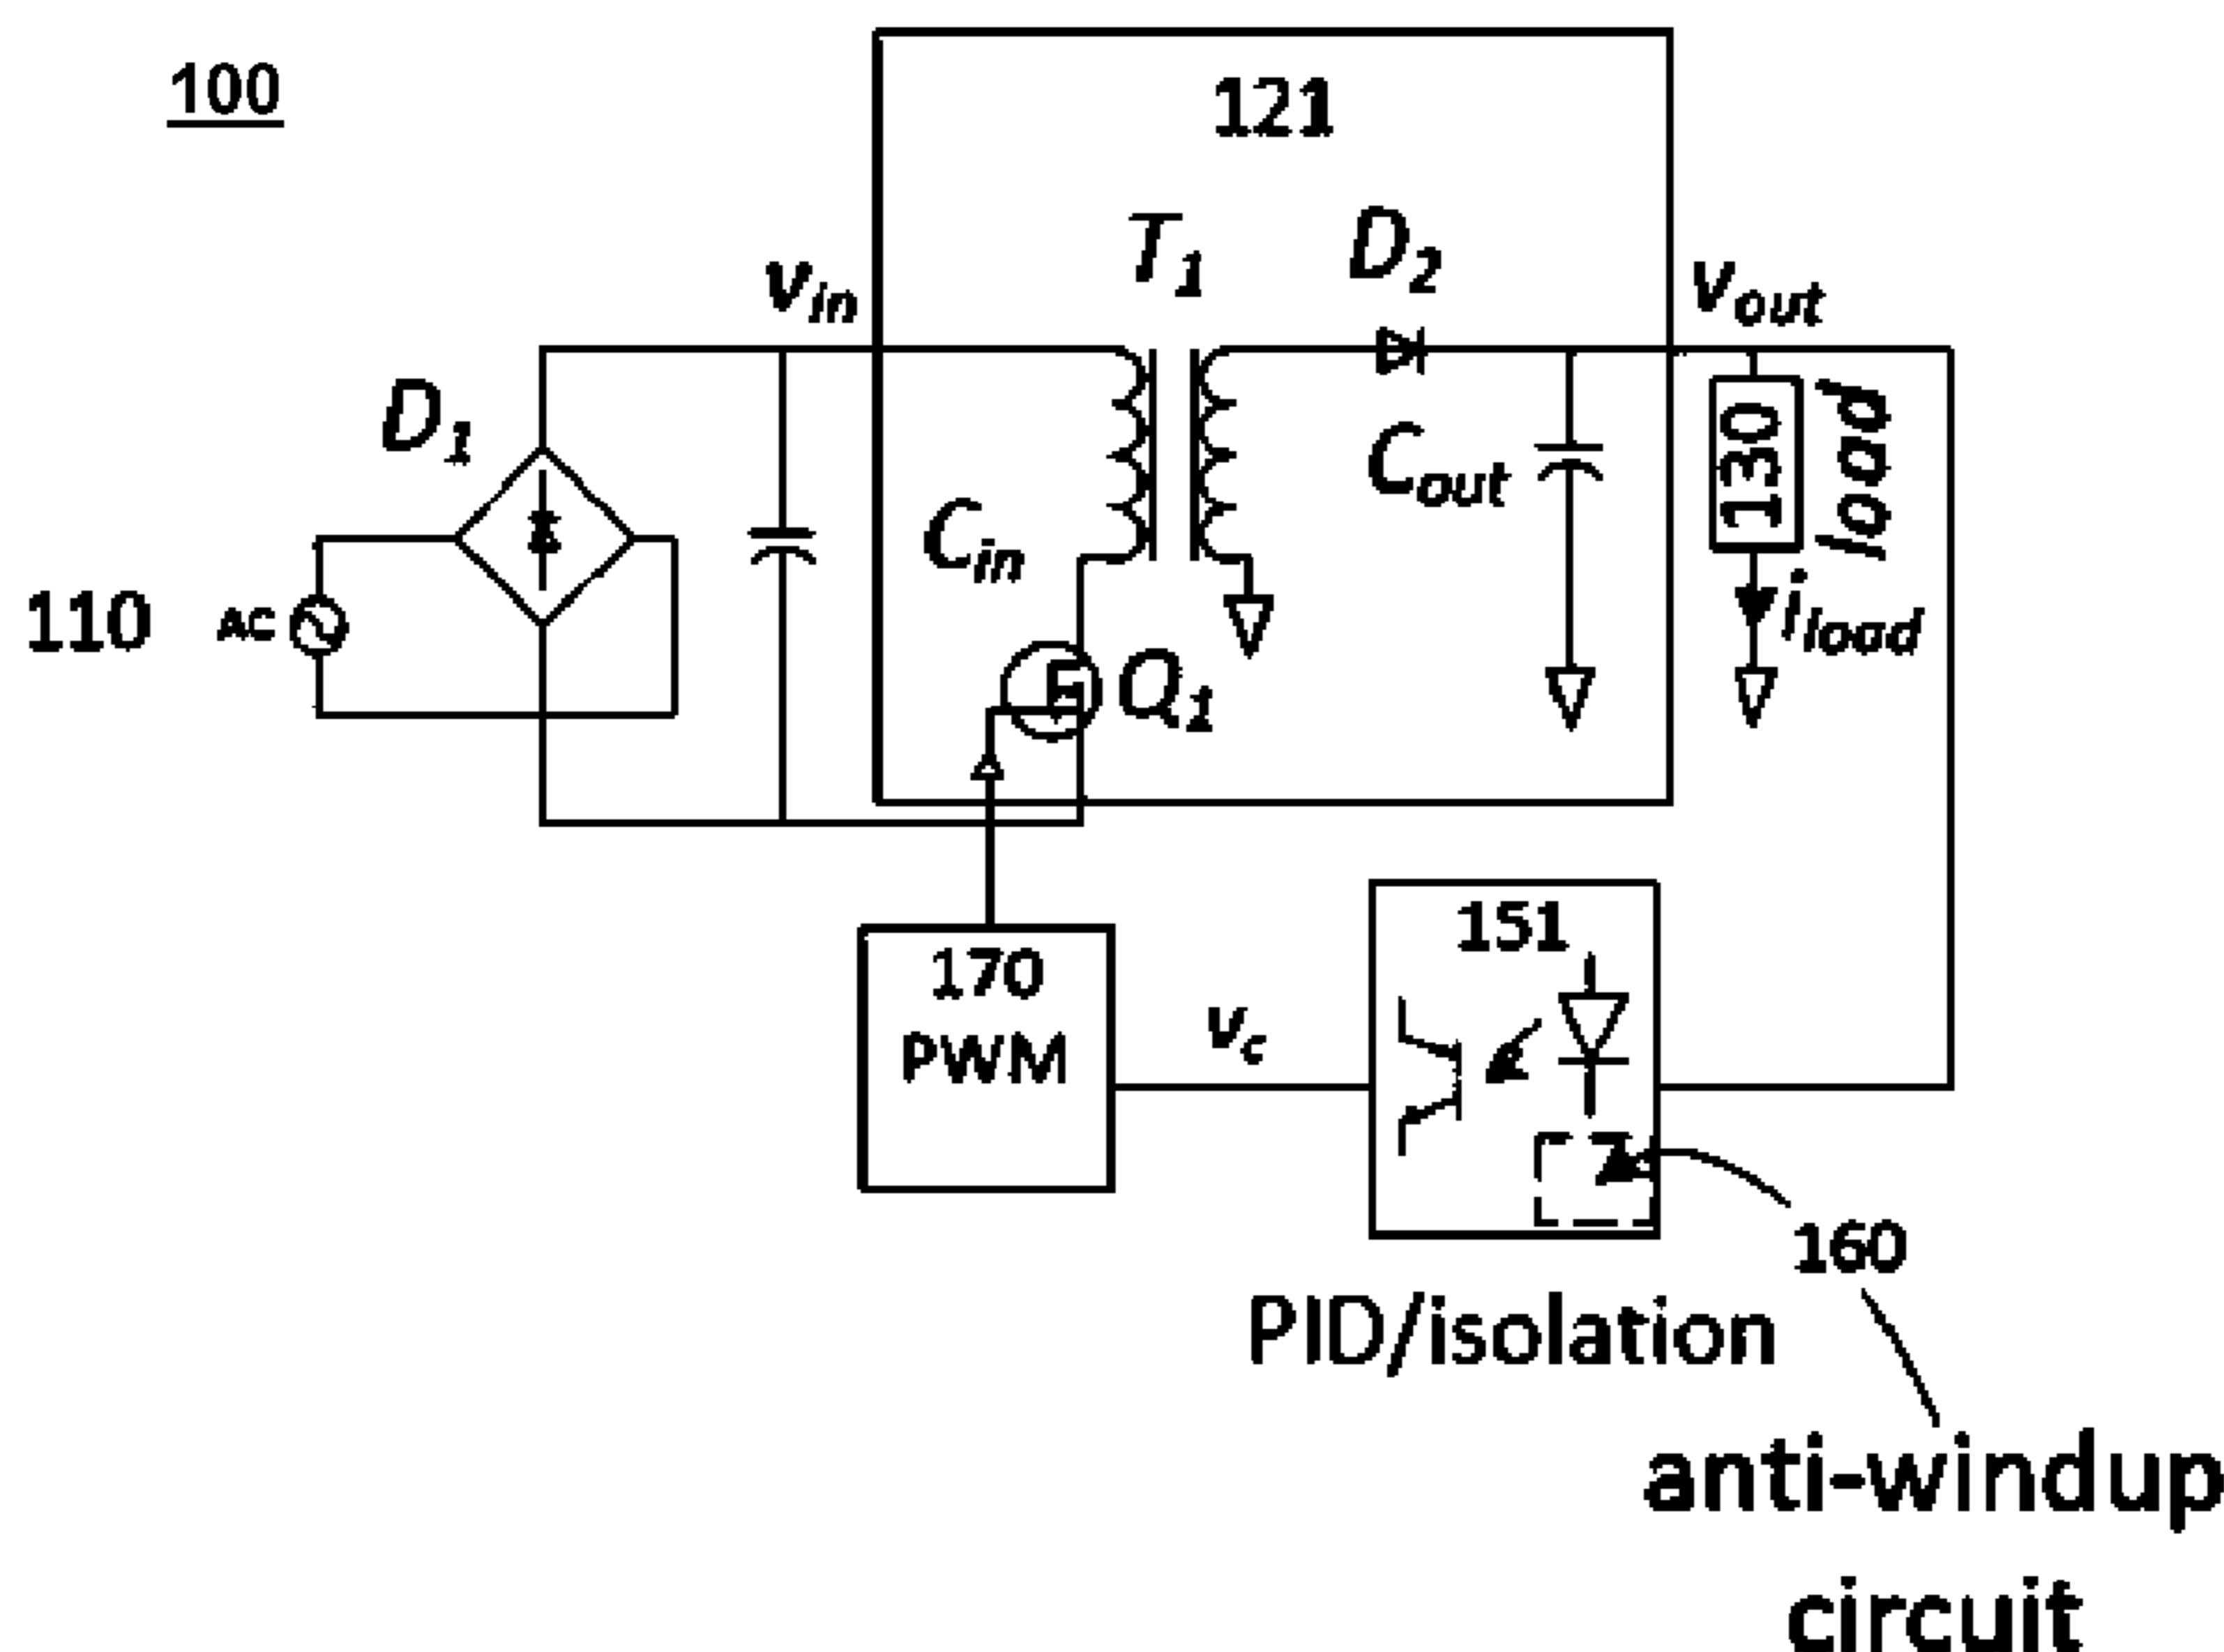 100
121
T1
D2
vin
vout
D1
130
load
Cout
Cin
110
AC
iload
Q1
151
170
PWM
vc
160
PID/isolation
anti-windup
circuit